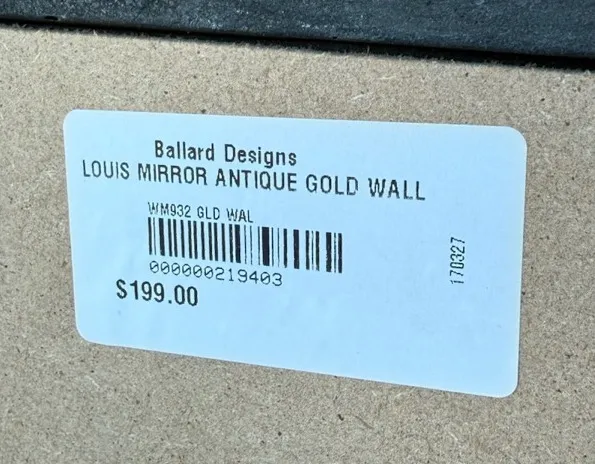 Ballard Designs
LOUIS MIRROR ANTIQUE GOLD WALL
WM932 GLD WAL
000000219403
$199.00
170327